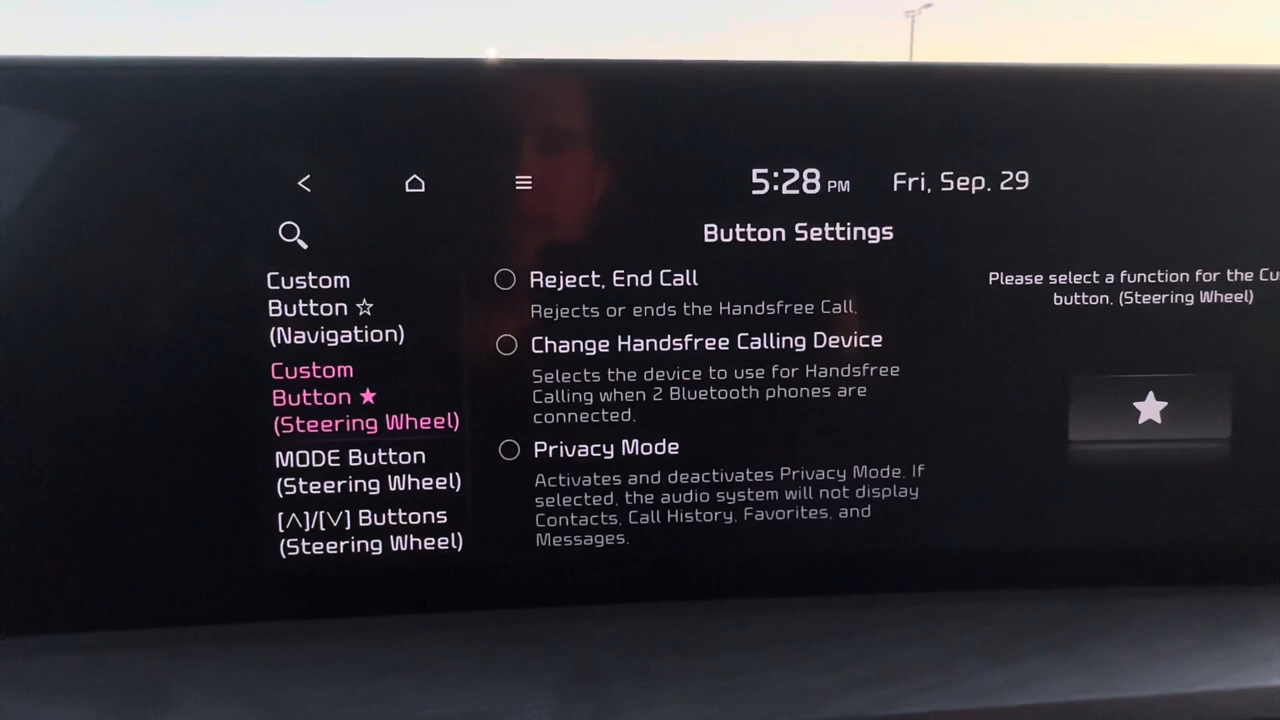 5:28 PM Fri, Sep. 29
Button Settings
Custom
Button ☆
(Navigation)
Custom
Button ★
(Steering Wheel)
MODE Button
(Steering Wheel)
[∧]/[∨] Buttons
(Steering Wheel)
Reject, End Call
Rejects or ends the Handsfree Call.
Change Handsfree Calling Device
Selects the device to use for Handsfree
Calling when 2 Bluetooth phones are
connected.
Privacy Mode
Activates and deactivates Privacy Mode. If
selected, the audio system will not display
Contacts, Call History, Favorites, and
Messages.
Please select a function for the
button. (Steering Wheel)